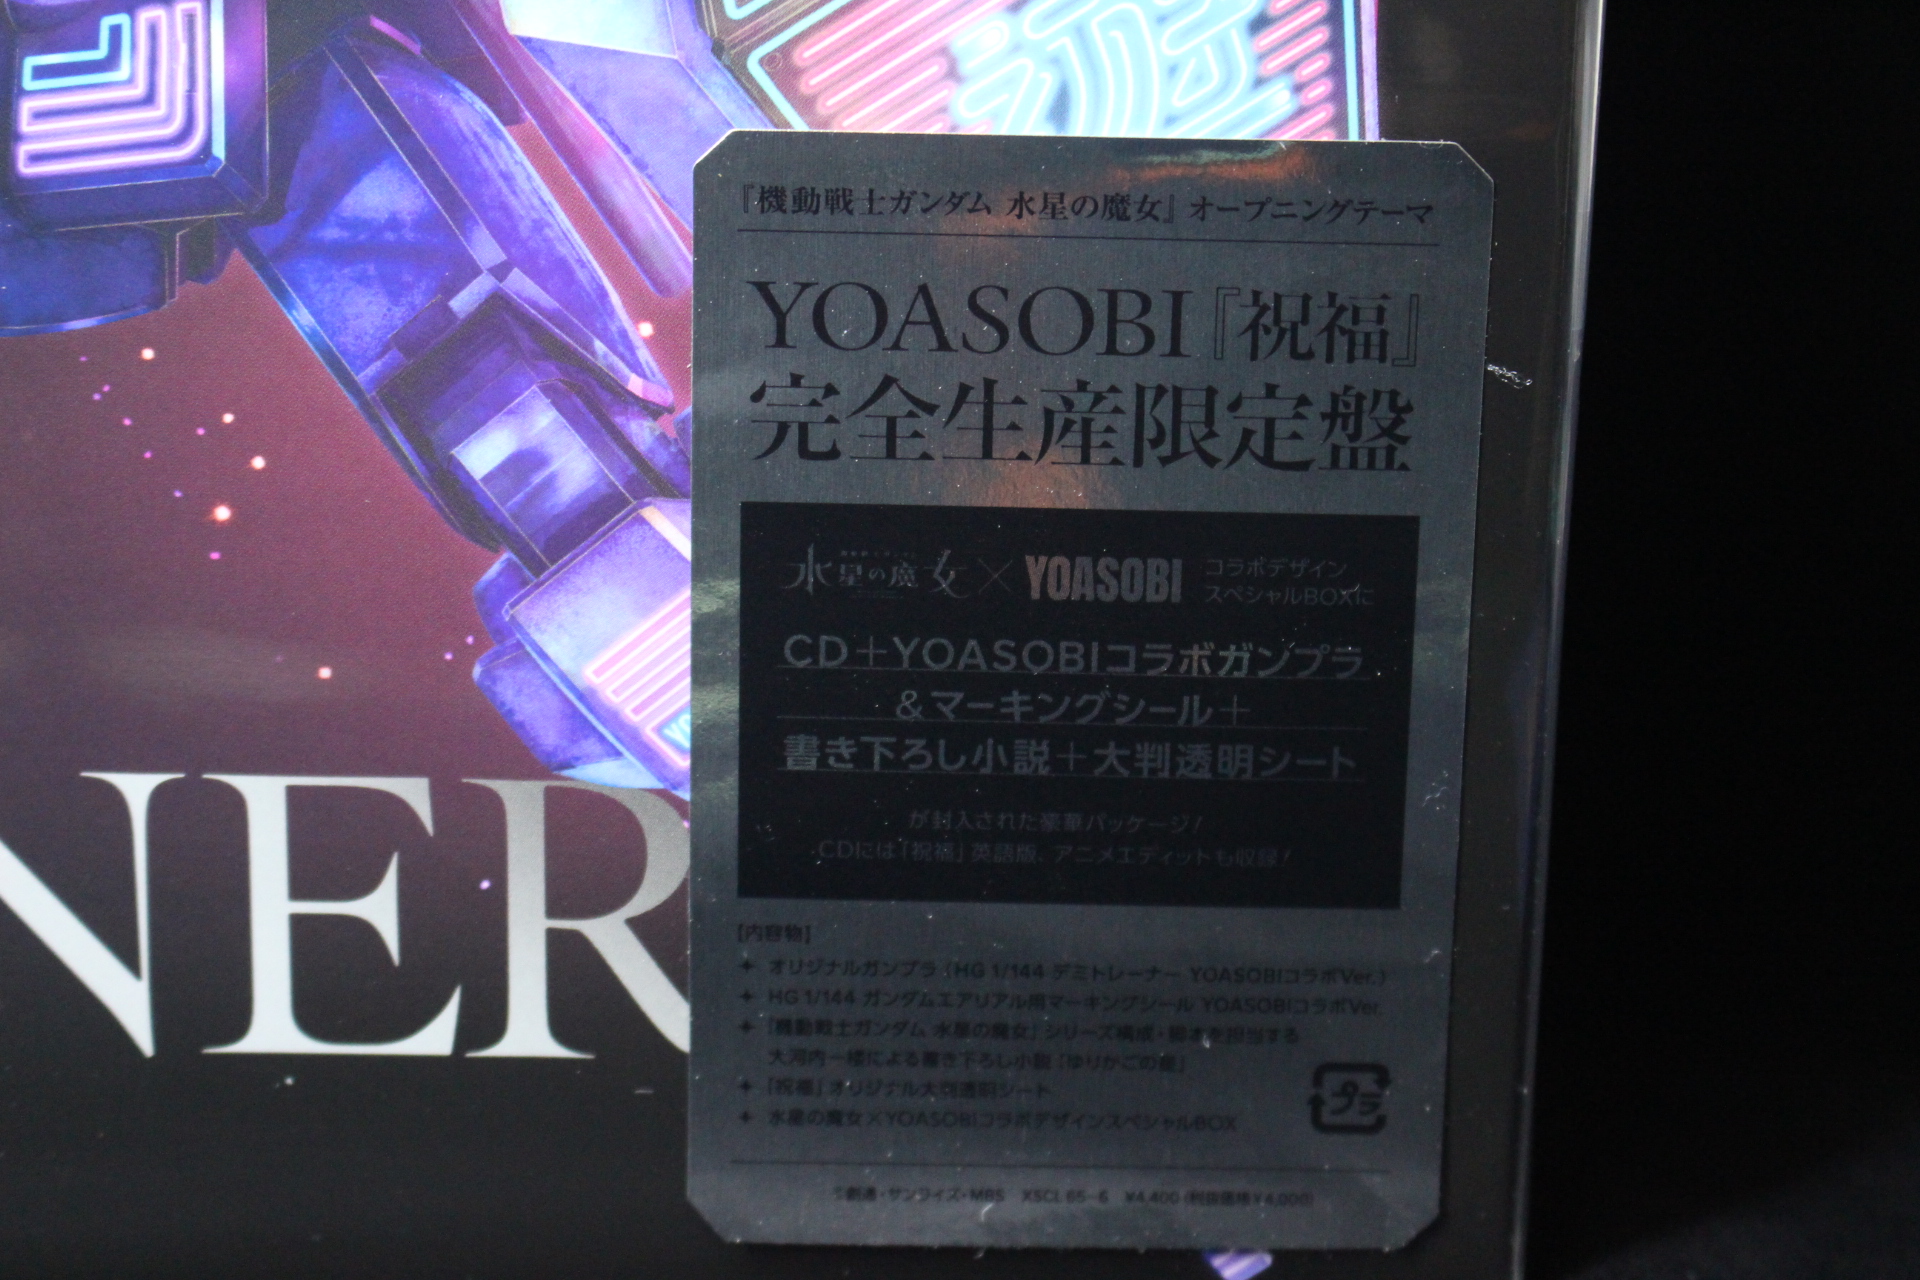 『機動戦士ガンダム 水星の魔女』オープニングテーマ
YOASOBI『祝福』
完全生産限定盤
水星の魔女×YOASOBI
コラボデザイン
スペシャルBOXに
CD＋YOASOBIコラボガンプラ
＆マーキングシール＋
書き下ろし小説＋大判透明シート
が封入された豪華パッケージ！
CDには「祝福」英語版、アニメエディットも収録！
【内容物】
✦ オリジナルガンプラ（HG 1/144 デミトレーナー YOASOBIコラボVer.）
✦ HG 1/144 ガンダムエアリアル用マーキングシール YOASOBIコラボVer.
✦ 『機動戦士ガンダム 水星の魔女』シリーズ構成・脚本を担当する
大河内一楼による書き下ろし小説「ゆりかごの星」
✦ 「祝福」オリジナル大判透明シート
✦ 水星の魔女×YOASOBIコラボデザインスペシャルBOX
プラ
©創通・サンライズ・MBS XSCL 65-6 ¥4,400（税抜価格¥4,000）
NER